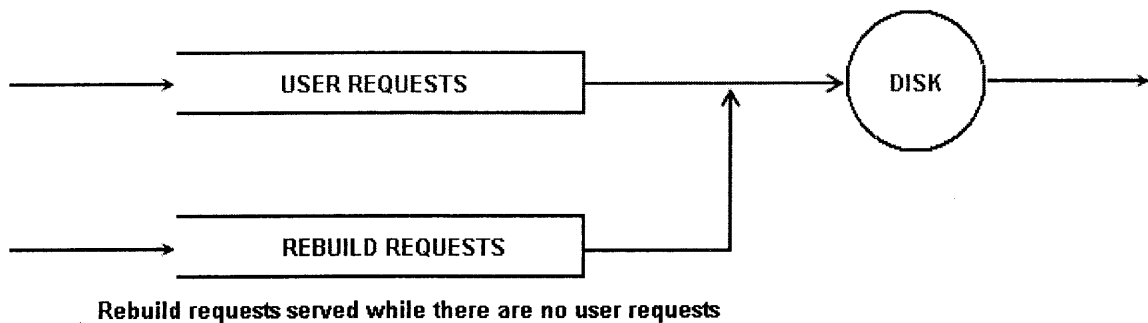 USER REQUESTS
DISK
REBUILD REQUESTS
Rebuild requests served while there are no user requests